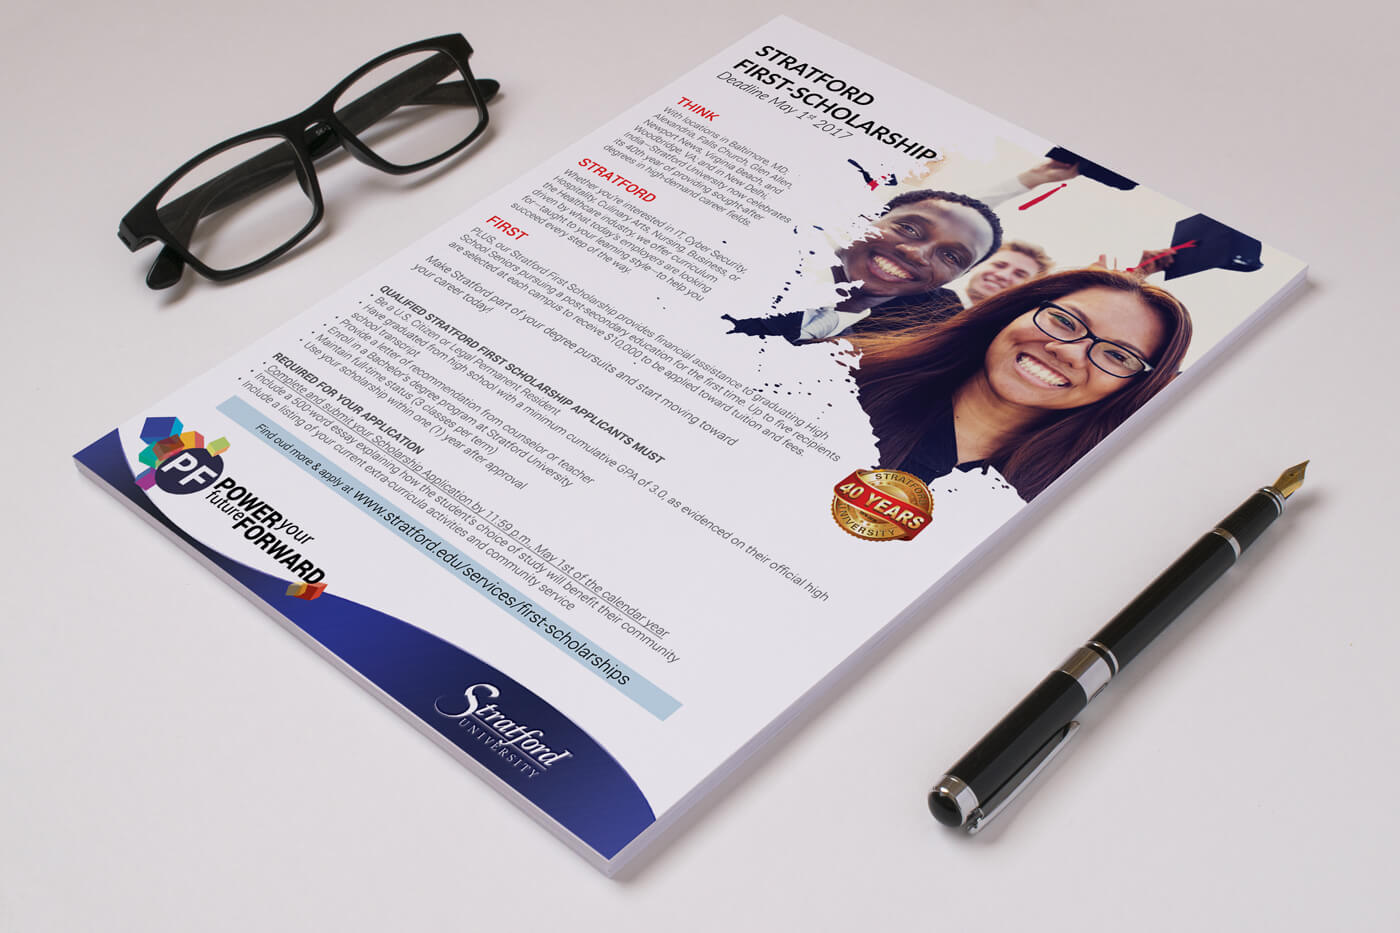 STRATFORD
FIRST-SCHOLARSHIP
Deadline May 1st 2017
THINK
With locations in Baltimore, MD,
Alexandria, Falls Church, Glen Allen,
Newport News, Virginia Beach, and
Woodbridge, VA, and in New Delhi,
India—Stratford University now celebrates
its 40th year of providing sought-after
degrees in high-demand career fields.
STRATFORD
Whether you're interested in IT, Cyber Security,
Hospitality, Culinary Arts, Nursing, Business, or
the Healthcare industry, we offer curriculum
driven by what today's employers are looking
for—taught to your learning style—to help you
succeed every step of the way.
FIRST
PLUS, our Stratford First Scholarship provides financial assistance to graduating High
School Seniors pursuing a post-secondary education for the first time. Up to five recipients
are selected at each campus to receive $10,000 to be applied toward tuition and fees.
Make Stratford part of your degree pursuits and start moving toward
your career today!
QUALIFIED STRATFORD FIRST SCHOLARSHIP APPLICANTS MUST
• Be a U.S. Citizen or Legal Permanent Resident
• Have graduated from high school with a minimum cumulative GPA of 3.0, as evidenced on their official high
school transcript.
• Provide a letter of recommendation from counselor or teacher
• Enroll in a Bachelor's degree program at Stratford University
• Maintain full-time status (3 classes per term)
• Use your scholarship within one (1) year after approval
REQUIRED FOR YOUR APPLICATION
• Complete and submit your Scholarship Application by 11:59 p.m. May 1st of the calendar year
• Include a 500-word essay explaining how the student's choice of study will benefit their community
• Include a listing of your current extra-curricula activities and community service
Find out more & apply at www.stratford.edu/services/first-scholarships
STRATFORD
40 YEARS
UNIVERSITY
PF
POWER your
future FORWARD
Stratford
UNIVERSITY